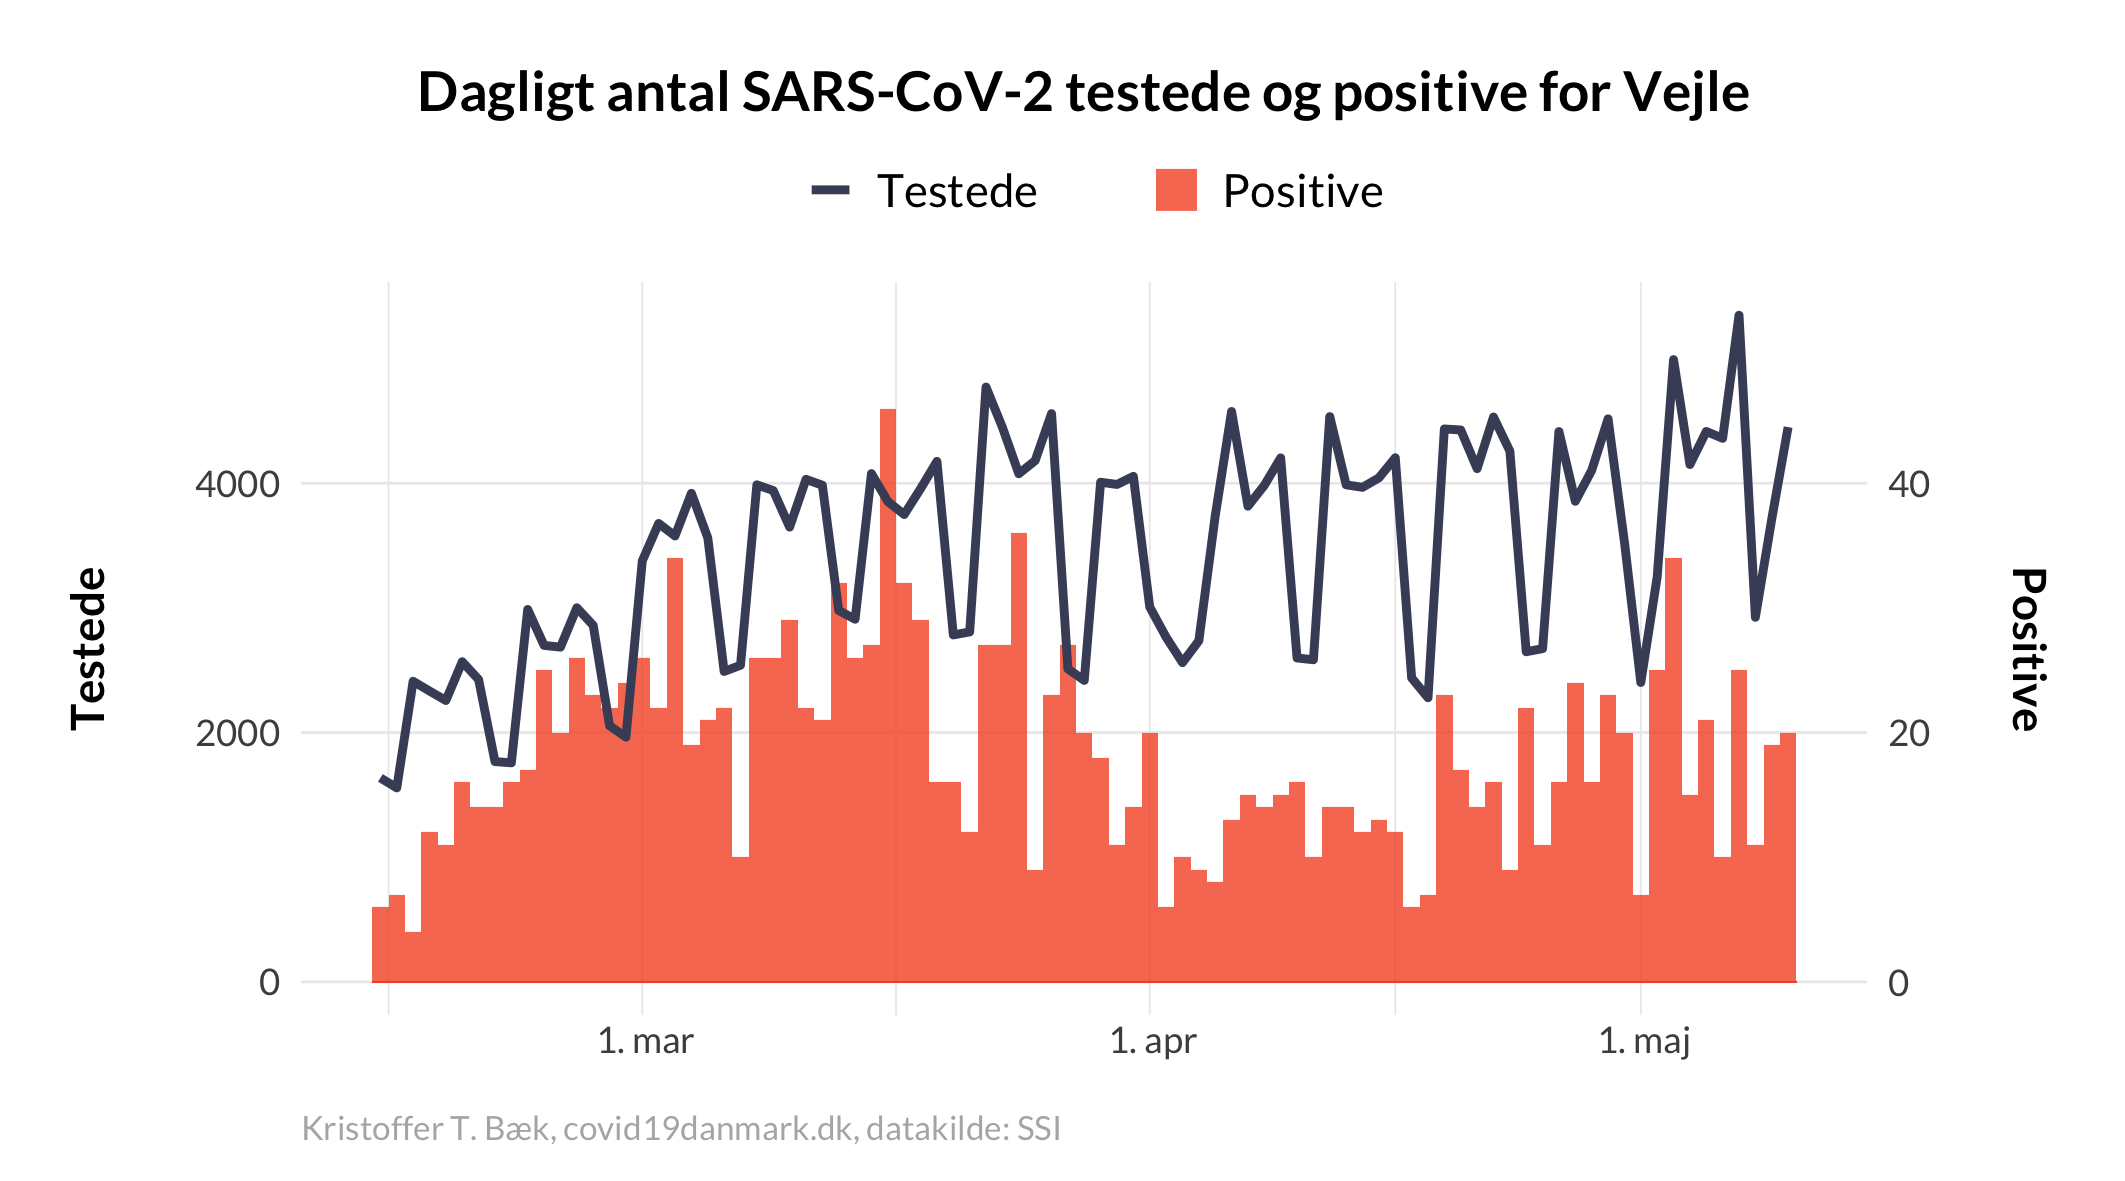 Dagligt antal SARS-CoV-2 testede og positive for Vejle
Testede Positive
4000 40
Testede
Positive
2000 20
0 0
1. mar 1. apr 1. maj
Kristoffer T. Bæk, covid19danmark.dk, datakilde: SSI